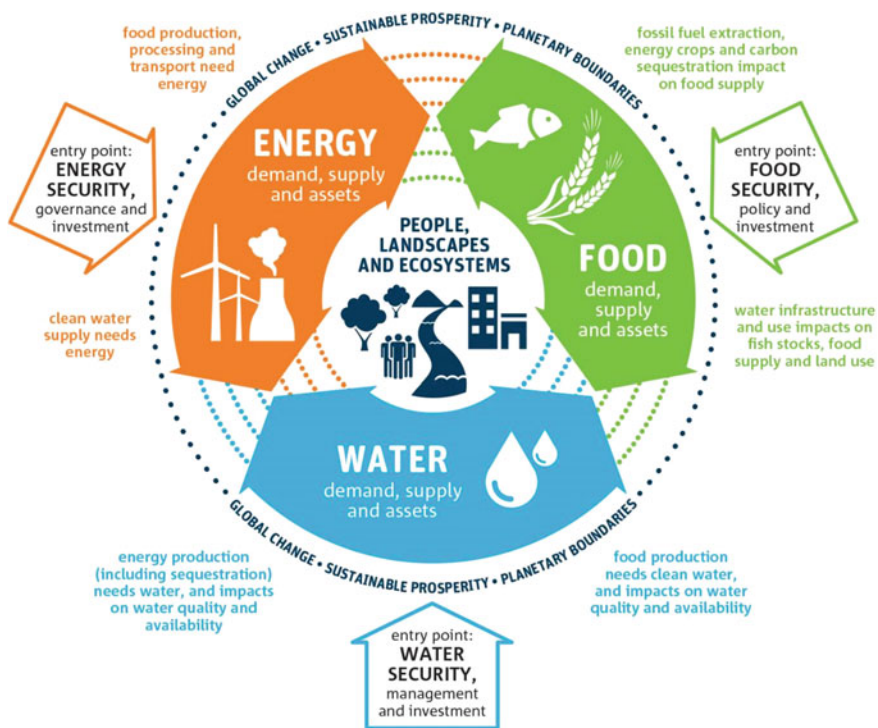 GLOBAL CHANGE • SUSTAINABLE PROSPERITY • PLANETARY BOUNDARIES
food production,
processing and
transport need
energy
fossil fuel extraction,
energy crops and carbon
sequestration impact
on food supply
entry point:
ENERGY
SECURITY,
governance and
investment
ENERGY
demand, supply
and assets
entry point:
FOOD
SECURITY,
policy and
investment
PEOPLE,
LANDSCAPES
AND ECOSYSTEMS
FOOD
demand,
supply
and assets
clean water
supply needs
energy
water infrastructure
and use impacts on
fish stocks, food
supply and land use
WATER
demand, supply
and assets
GLOBAL CHANGE • SUSTAINABLE PROSPERITY • PLANETARY BOUNDARIES
energy production
(including sequestration)
needs water, and impacts
on water quality and
availability
food production
needs clean water,
and impacts on water
quality and availability
entry point:
WATER
SECURITY,
management
and investment